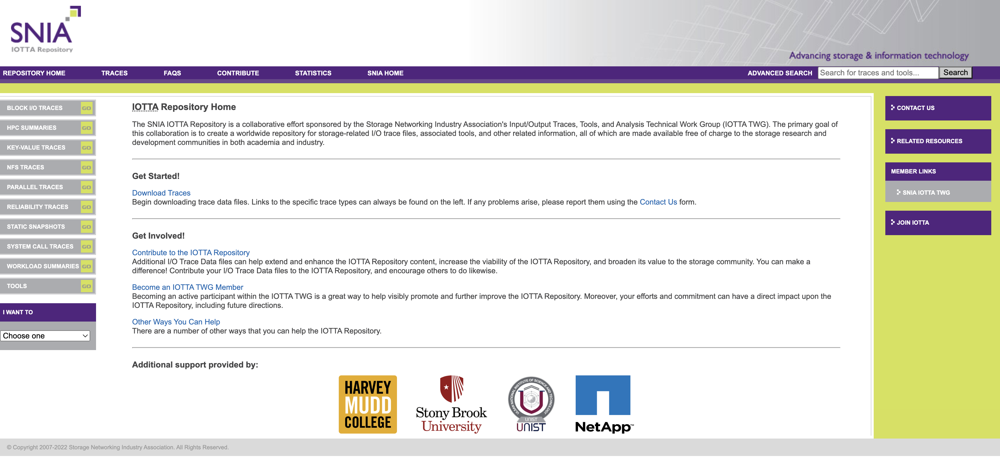 SNIA
IOTTA Repository
Advancing storage & information technology
REPOSITORY HOME
TRACES
FAQS
CONTRIBUTE
STATISTICS
SNIA HOME
ADVANCED SEARCH
Search for traces and tools...
Search
BLOCK I/O TRACES GO
HPC SUMMARIES GO
KEY-VALUE TRACES GO
NFS TRACES GO
PARALLEL TRACES GO
RELIABILITY TRACES GO
STATIC SNAPSHOTS GO
SYSTEM CALL TRACES GO
WORKLOAD SUMMARIES GO
TOOLS GO
I WANT TO
Choose one
IOTTA Repository Home
The SNIA IOTTA Repository is a collaborative effort sponsored by the Storage Networking Industry Association's Input/Output Traces, Tools, and Analysis Technical Work Group (IOTTA TWG). The primary goal of
this collaboration is to create a worldwide repository for storage-related I/O trace files, associated tools, and other related information, all of which are made available free of charge to the storage research and
development communities in both academia and industry.
Get Started!
Download Traces
Begin downloading trace data files. Links to the specific trace types can always be found on the left. If any problems arise, please report them using the Contact Us form.
Get Involved!
Contribute to the IOTTA Repository
Additional I/O Trace Data files can help extend and enhance the IOTTA Repository content, increase the viability of the IOTTA Repository, and broaden its value to the storage community. You can make a
difference! Contribute your I/O Trace Data files to the IOTTA Repository, and encourage others to do likewise.
Become an IOTTA TWG Member
Becoming an active participant within the IOTTA TWG is a great way to help visibly promote and further improve the IOTTA Repository. Moreover, your efforts and commitment can have a direct impact upon the
IOTTA Repository, including future directions.
Other Ways You Can Help
There are a number of other ways that you can help the IOTTA Repository.
Additional support provided by:
HARVEY
MUDD
COLLEGE
Stony Brook
University
ULSAN NATIONAL INSTITUTE OF SCIENCE AND TECHNOLOGY
UNIST
UNIST
NetApp™
CONTACT US
RELATED RESOURCES
MEMBER LINKS
SNIA IOTTA TWG
JOIN IOTTA
© Copyright 2007-2022 Storage Networking Industry Association. All Rights Reserved.